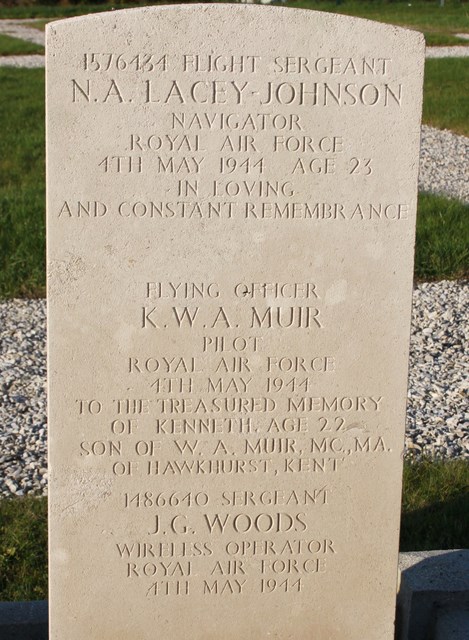 1576434 FLIGHT SERGEANT
N.A. LACEY-JOHNSON
NAVIGATOR
ROYAL AIR FORCE
4TH MAY 1944 AGE 23
IN LOVING
AND CONSTANT REMEMBRANCE
FLYING OFFICER
K.W.A. MUIR
PILOT
ROYAL AIR FORCE
4TH MAY 1944
TO THE TREASURED MEMORY
OF KENNETH, AGE 22
SON OF W. A. MUIR, MC., MA.
OF HAWKHURST, KENT
1486640 SERGEANT
J.G. WOODS
WIRELESS OPERATOR
ROYAL AIR FORCE
4TH MAY 1944